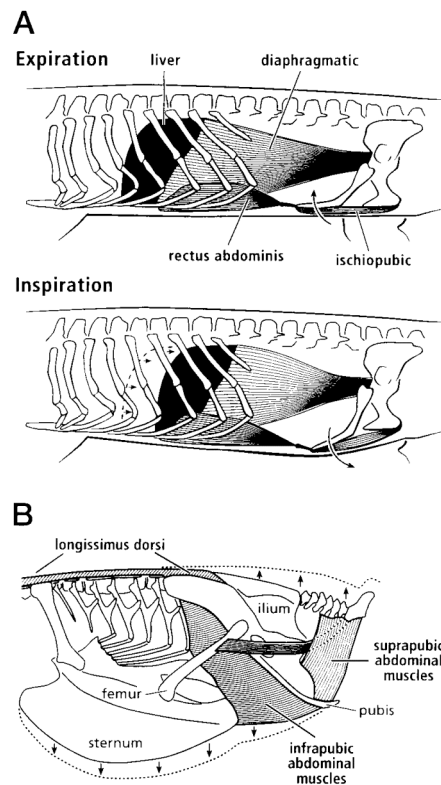 A
Expiration
liver
diaphragmatic
rectus abdominis
ischiopubic
Inspiration
B
longissimus dorsi
ilium
suprapubic
abdominal
muscles
femur
pubis
sternum
infrapubic
abdominal
muscles